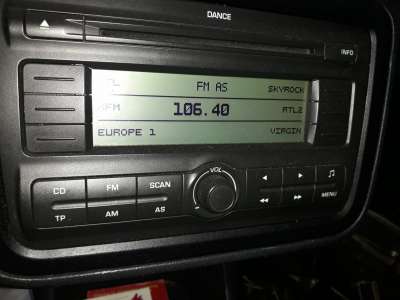 DANCE
INFO
FM AS SKYROCK
FM 106.40 RTL2
EUROPE 1 VIRGIN
CD FM SCAN VOL
TP AM AS MENU